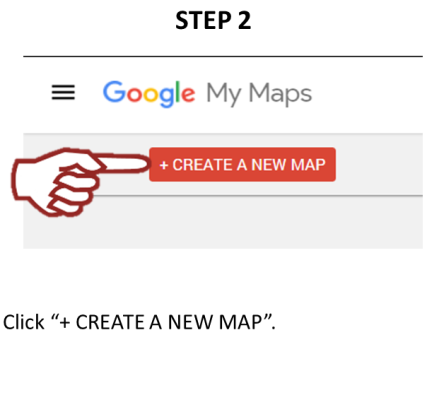 STEP 2
Google My Maps
+ CREATE A NEW MAP
Click “+ CREATE A NEW MAP”.